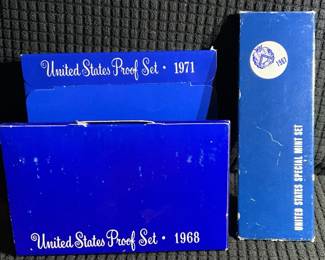 United States Proof Set • 1971
United States Proof Set • 1968
1967
UNITED STATES SPECIAL MINT SET